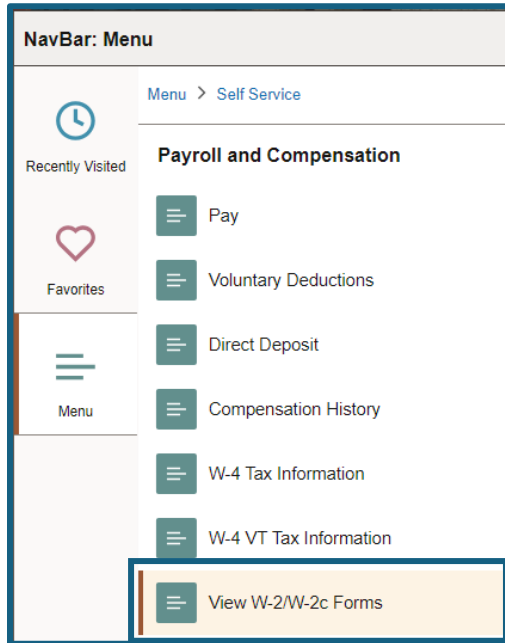 NavBar: Menu
Menu > Self Service
Recently Visited
Payroll and Compensation
Pay
Favorites
Voluntary Deductions
Direct Deposit
Menu
Compensation History
W-4 Tax Information
W-4 VT Tax Information
View W-2/W-2c Forms